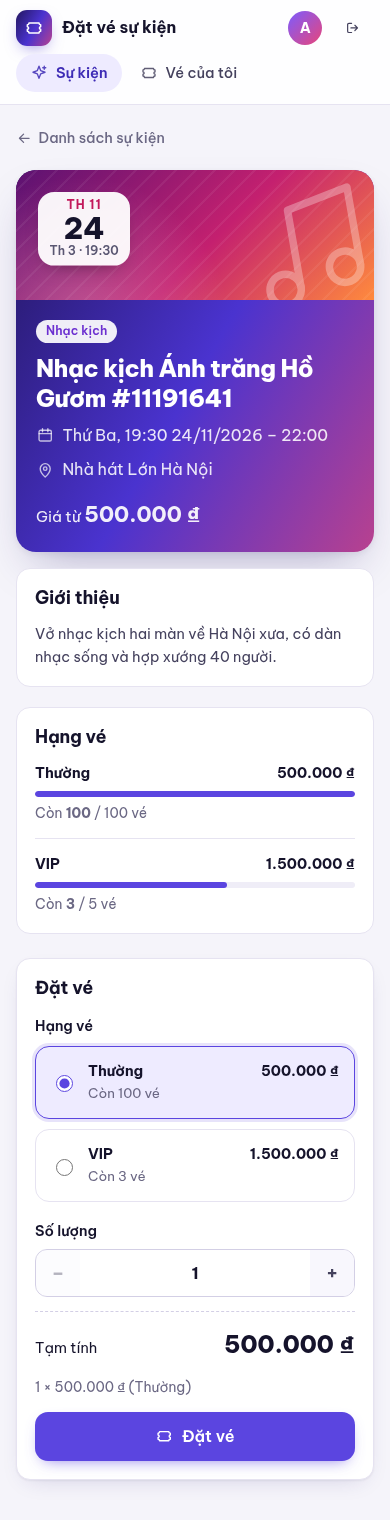 Đặt vé sự kiện
A
Sự kiện
Vé của tôi
← Danh sách sự kiện
TH 11
24
Th 3 · 19:30
Nhạc kịch
Nhạc kịch Ánh trăng Hồ
Gươm #11191641
Thứ Ba, 19:30 24/11/2026 – 22:00
Nhà hát Lớn Hà Nội
Giá từ 500.000 ₫
Giới thiệu
Vở nhạc kịch hai màn về Hà Nội xưa, có dàn
nhạc sống và hợp xướng 40 người.
Hạng vé
Thường 500.000 ₫
Còn 100 / 100 vé
VIP 1.500.000 ₫
Còn 3 / 5 vé
Đặt vé
Hạng vé
Thường 500.000 ₫
Còn 100 vé
VIP 1.500.000 ₫
Còn 3 vé
Số lượng
− 1 +
Tạm tính 500.000 ₫
1 × 500.000 ₫ (Thường)
Đặt vé